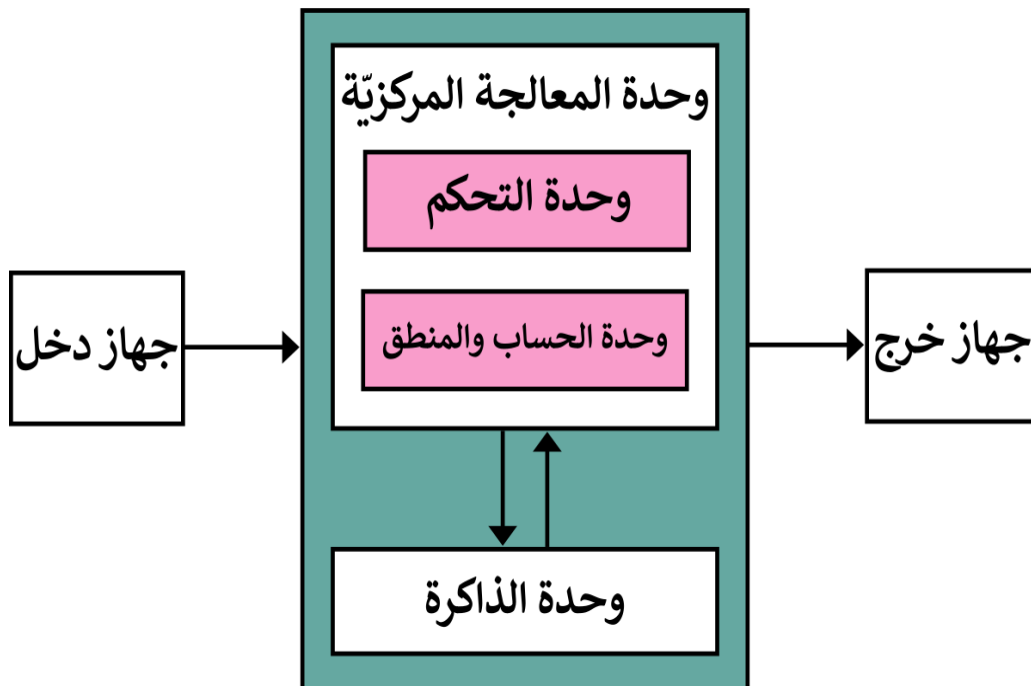 وحدة المعالجة المركزيّة
وحدة التحكم
وحدة الحساب والمنطق
جهاز دخل
جهاز خرج
وحدة الذاكرة